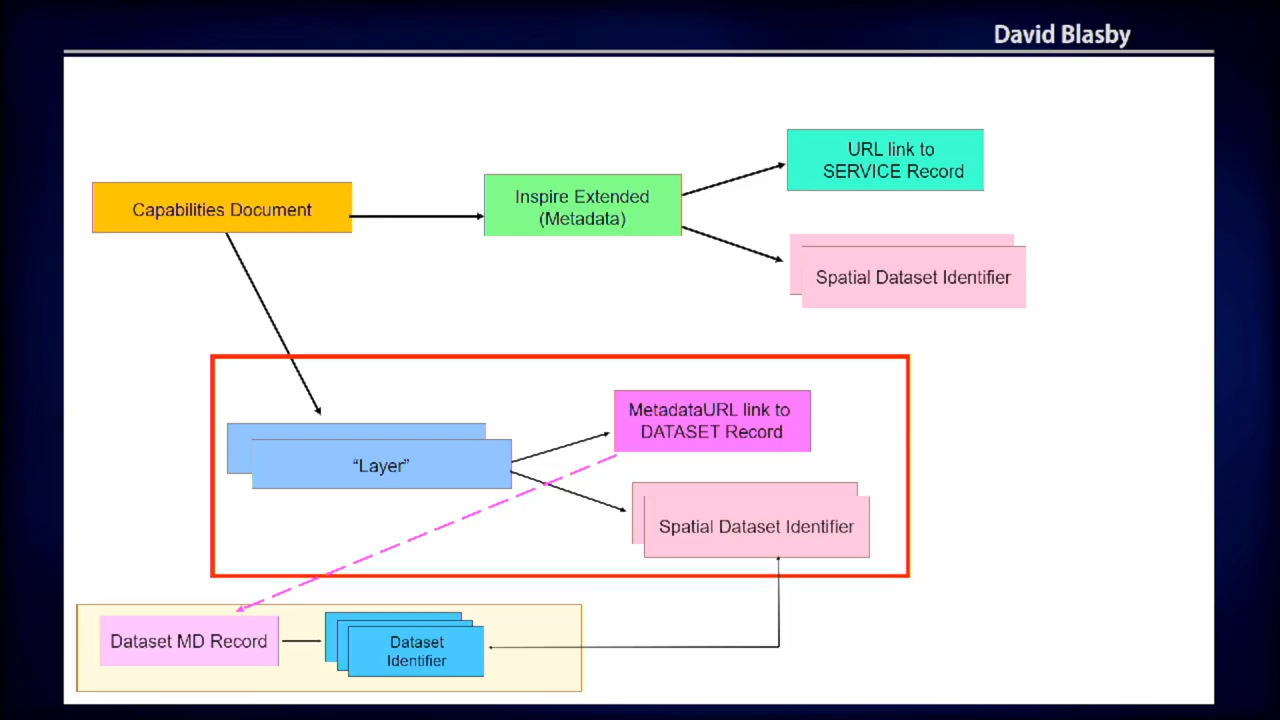 David Blasby
URL link to
SERVICE Record
Inspire Extended
(Metadata)
Capabilities Document
Spatial Dataset Identifier
MetadataURL link to
DATASET Record
“Layer”
Spatial Dataset Identifier
Dataset MD Record
Dataset
Identifier